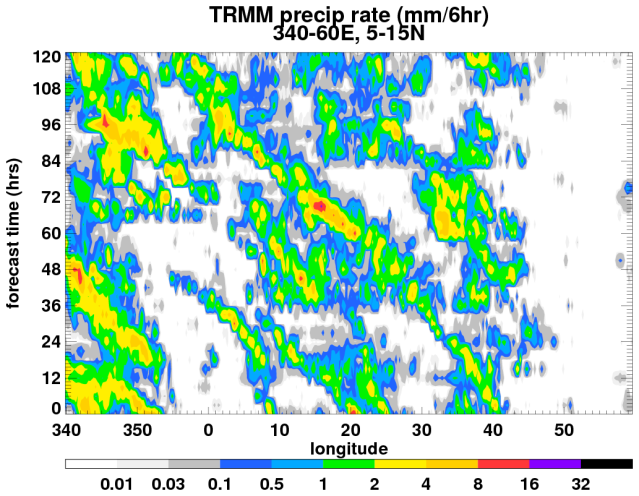 TRMM precip rate (mm/6hr)
340-60E, 5-15N
120
108
96
84
72
60
48
36
24
12
0
forecast time (hrs)
340 350 0 10 20 30 40 50
longitude
0.01 0.03 0.1 0.5 1 2 4 8 16 32